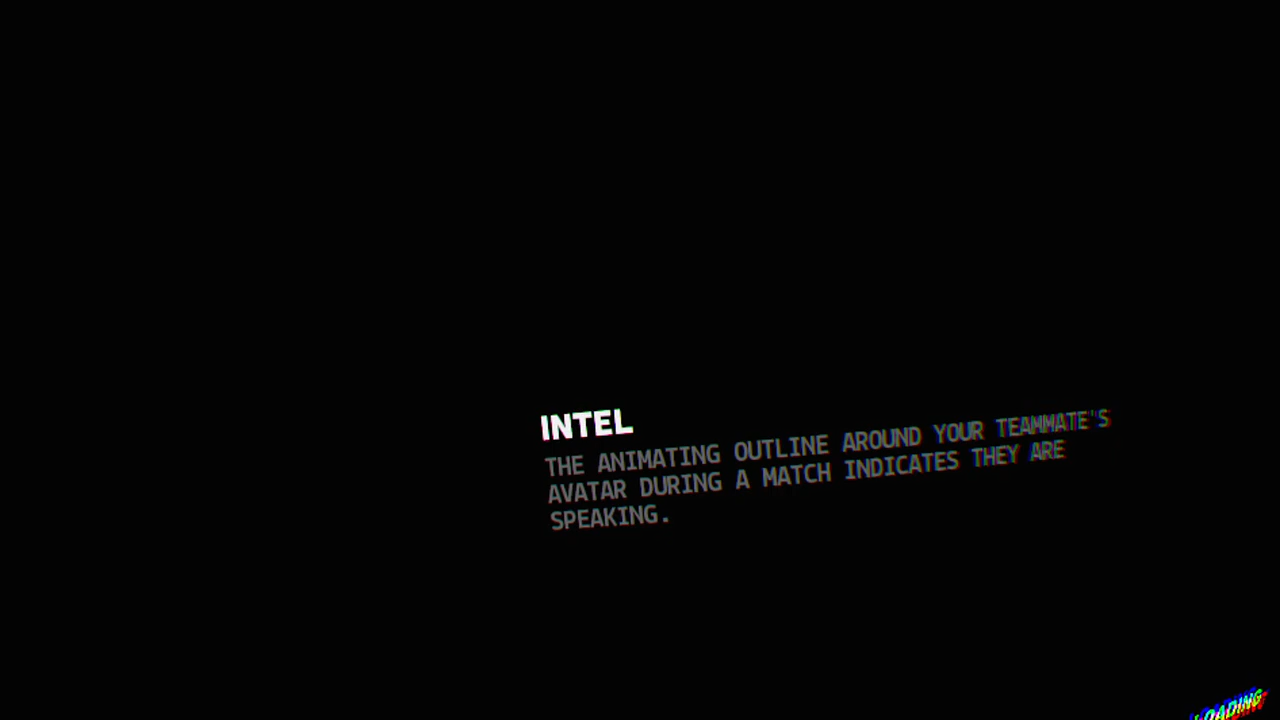 INTEL
THE ANIMATING OUTLINE AROUND YOUR TEAMMATE'S
AVATAR DURING A MATCH INDICATES THEY ARE
SPEAKING.
LOADING